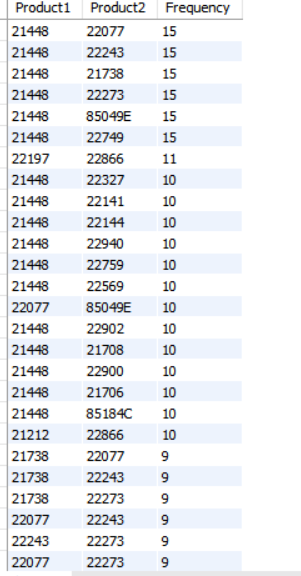 Product1 Product2 Frequency
21448 22077 15
21448 22243 15
21448 21738 15
21448 22273 15
21448 85049E 15
21448 22749 15
22197 22866 11
21448 22327 10
21448 22141 10
21448 22144 10
21448 22940 10
21448 22759 10
21448 22569 10
22077 85049E 10
21448 22902 10
21448 21708 10
21448 22900 10
21448 21706 10
21448 85184C 10
21212 22866 10
21738 22077 9
21738 22243 9
21738 22273 9
22077 22243 9
22243 22273 9
22077 22273 9